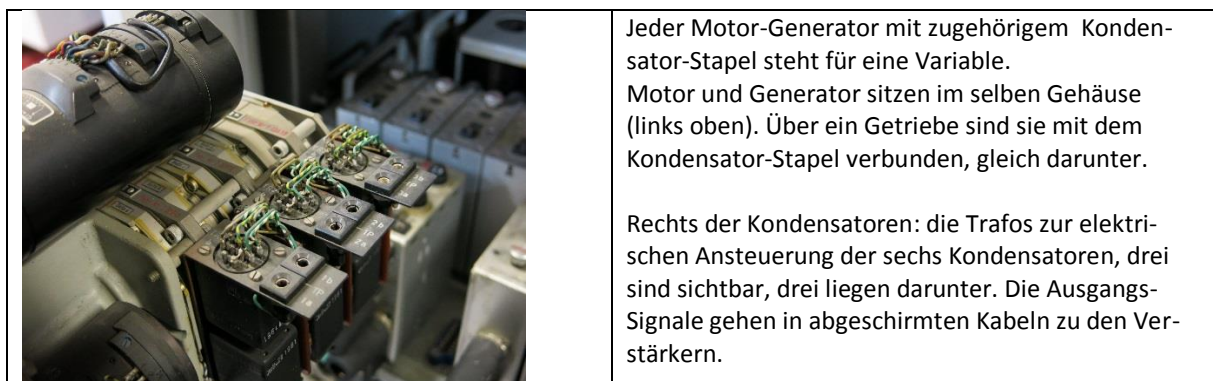 Jeder Motor-Generator mit zugehörigem Konden-
sator-Stapel steht für eine Variable.
Motor und Generator sitzen im selben Gehäuse
(links oben). Über ein Getriebe sind sie mit dem
Kondensator-Stapel verbunden, gleich darunter.
Rechts der Kondensatoren: die Trafos zur elektri-
schen Ansteuerung der sechs Kondensatoren, drei
sind sichtbar, drei liegen darunter. Die Ausgangs-
Signale gehen in abgeschirmten Kabeln zu den Ver-
stärkern.